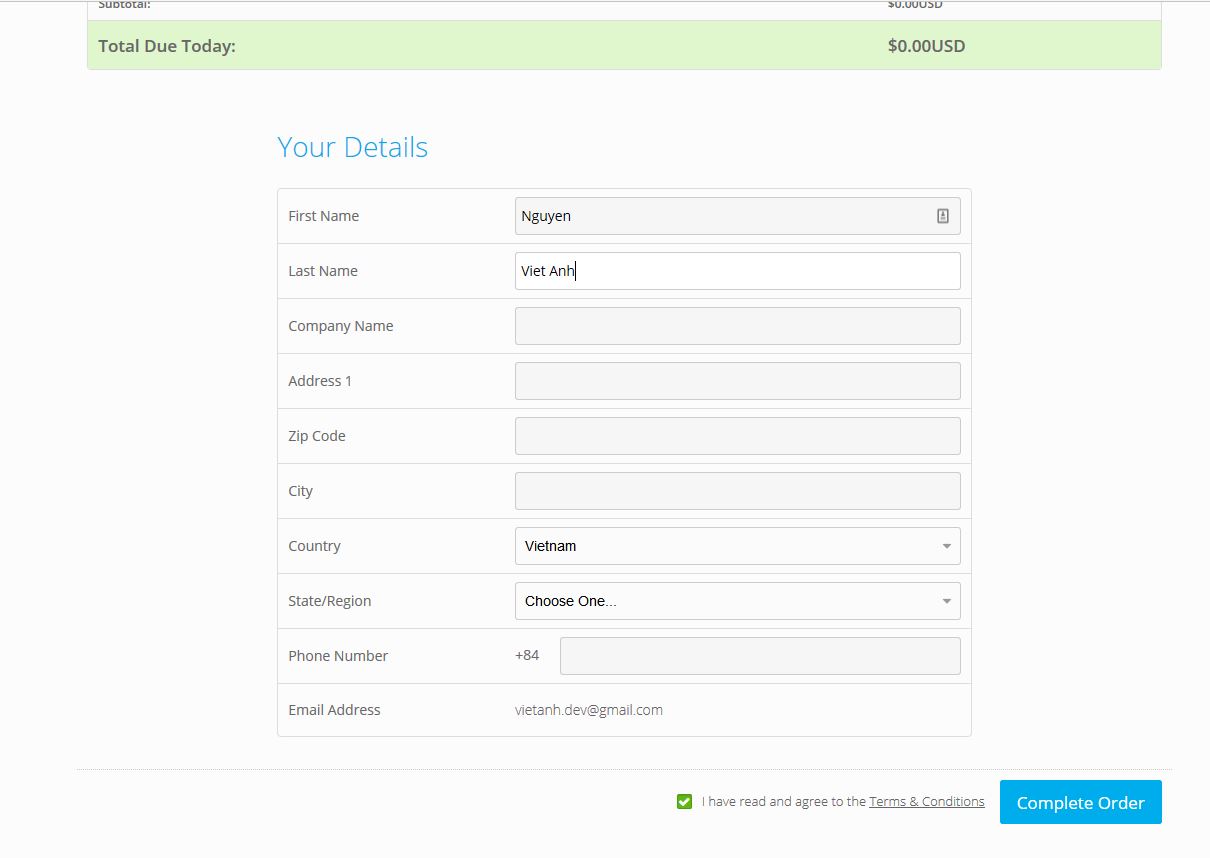 Subtotal: $0.00USD
Total Due Today: $0.00USD
Your Details
First Name Nguyen
Last Name Viet Anh
Company Name
Address 1
Zip Code
City
Country Vietnam
State/Region Choose One...
Phone Number +84
Email Address vietanh.dev@gmail.com
I have read and agree to the Terms & Conditions Complete Order